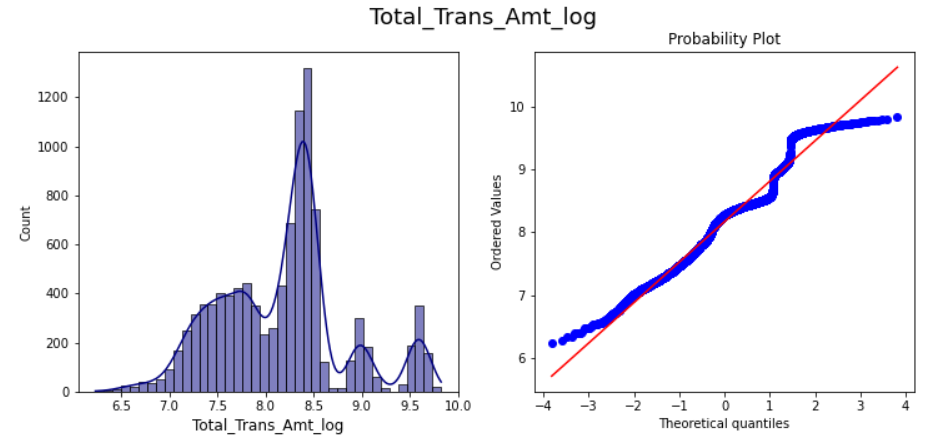 Total_Trans_Amt_log
Count
1200
1000
800
600
400
200
0
6.5 7.0 7.5 8.0 8.5 9.0 9.5 10.0
Total_Trans_Amt_log
Probability Plot
Ordered Values
10
9
8
7
6
−4 −3 −2 −1 0 1 2 3 4
Theoretical quantiles